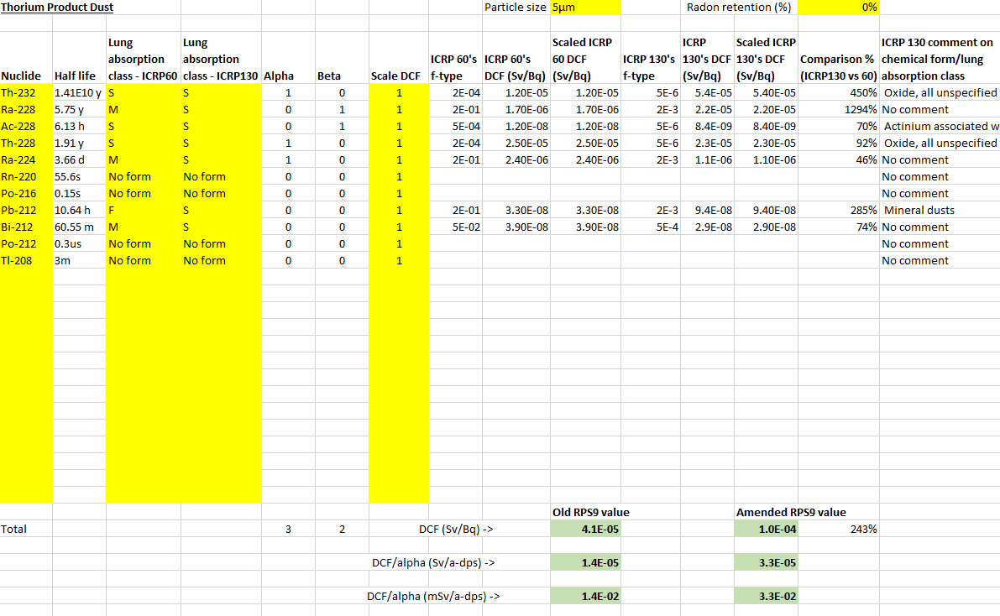 Thorium Product Dust Particle size 5µm Radon retention (%) 0%
Lung Lung Scaled ICRP ICRP Scaled ICRP ICRP 130 comment on
absorption absorption ICRP 60's ICRP 60's 60 DCF ICRP 130's 130's DCF 130's DCF Comparison % chemical form/lung
Nuclide Half life class - ICRP60 class - ICRP130 Alpha Beta Scale DCF f-type DCF (Sv/Bq) (Sv/Bq) f-type (Sv/Bq) (Sv/Bq) (ICRP130 vs 60) absorption class
Th-232 1.41E10 y S S 1 0 1 2E-04 1.20E-05 1.20E-05 5E-6 5.4E-05 5.40E-05 450% Oxide, all unspecified
Ra-228 5.75 y M S 0 1 1 2E-01 1.70E-06 1.70E-06 2E-3 2.2E-05 2.20E-05 1294% No comment
Ac-228 6.13 h S S 0 1 1 5E-04 1.20E-08 1.20E-08 5E-6 8.4E-09 8.40E-09 70% Actinium associated w
Th-228 1.91 y S S 1 0 1 2E-04 2.50E-05 2.50E-05 5E-6 2.3E-05 2.30E-05 92% Oxide, all unspecified
Ra-224 3.66 d M S 1 0 1 2E-01 2.40E-06 2.40E-06 2E-3 1.1E-06 1.10E-06 46% No comment
Rn-220 55.6s No form No form 0 0 1 No comment
Po-216 0.15s No form No form 0 0 1 No comment
Pb-212 10.64 h F S 0 0 1 2E-01 3.30E-08 3.30E-08 2E-3 9.4E-08 9.40E-08 285% Mineral dusts
Bi-212 60.55 m M S 0 0 1 5E-02 3.90E-08 3.90E-08 5E-4 2.9E-08 2.90E-08 74% No comment
Po-212 0.3us No form No form 0 0 1 No comment
Tl-208 3m No form No form 0 0 1 No comment
Old RPS9 value Amended RPS9 value
Total 3 2 DCF (Sv/Bq) -> 4.1E-05 1.0E-04 243%
DCF/alpha (Sv/a-dps) -> 1.4E-05 3.3E-05
DCF/alpha (mSv/a-dps) -> 1.4E-02 3.3E-02